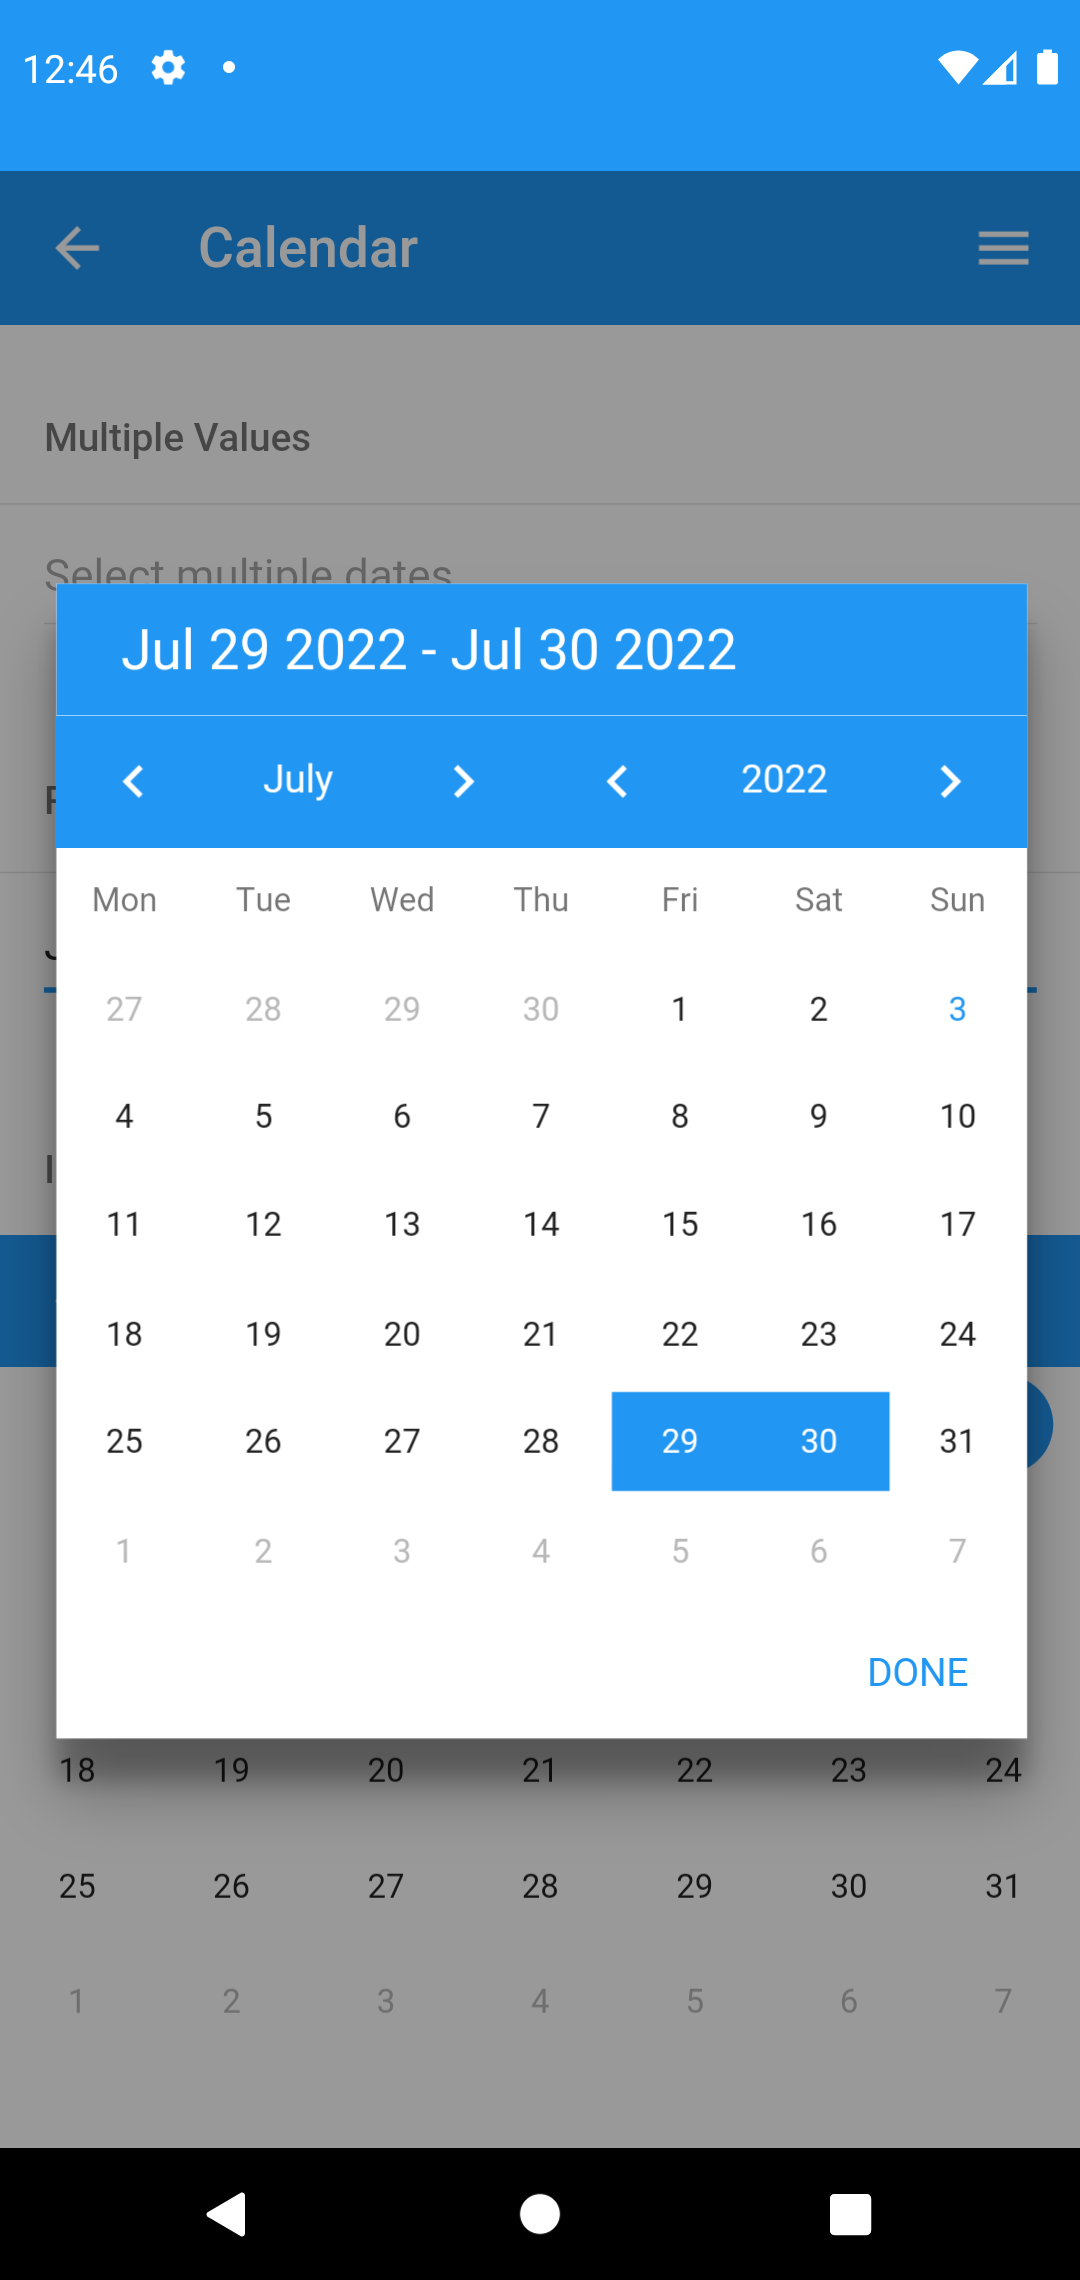 12:46
Calendar
Multiple Values
Select multiple dates
Jul 29 2022 - Jul 30 2022
July 2022
Mon Tue Wed Thu Fri Sat Sun
27 28 29 30 1 2 3
4 5 6 7 8 9 10
11 12 13 14 15 16 17
18 19 20 21 22 23 24
25 26 27 28 29 30 31
1 2 3 4 5 6 7
DONE
18 19 20 21 22 23 24
25 26 27 28 29 30 31
1 2 3 4 5 6 7